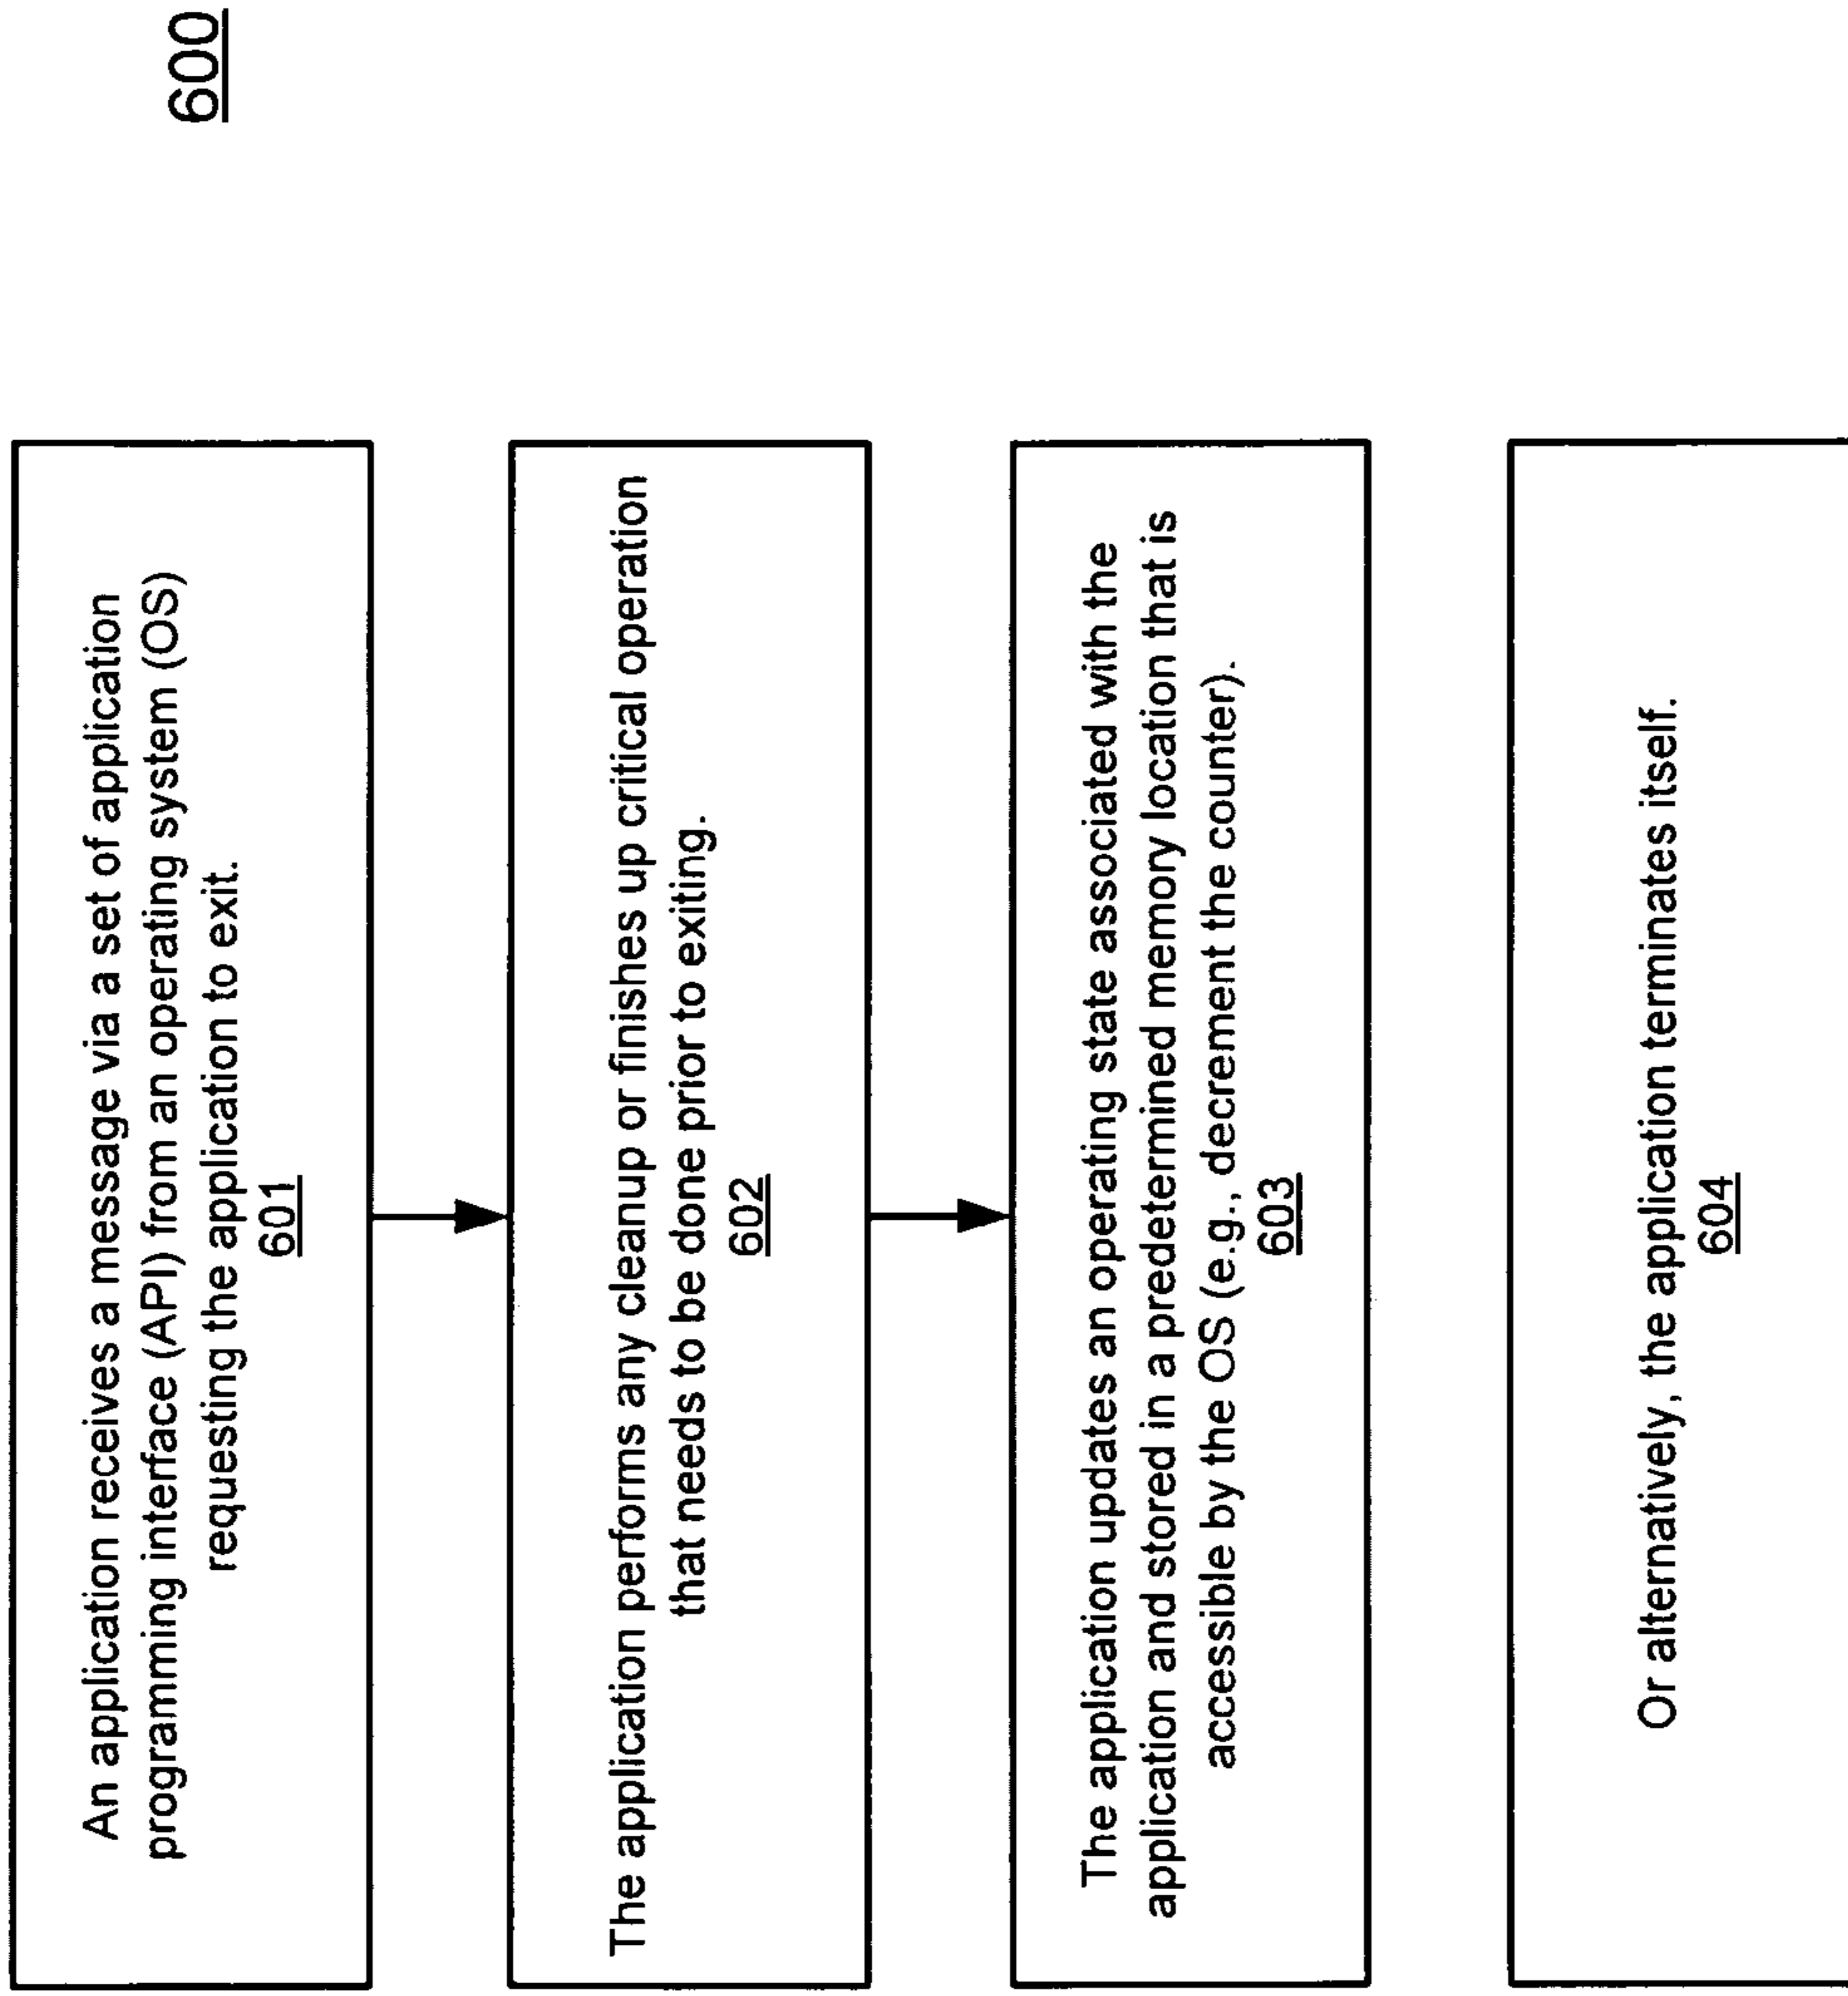 600
An application receives a message via a set of application
programming interface (API) from an operating system (OS)
requesting the application to exit.
601
The application performs any cleanup or finishes up critical operation
that needs to be done prior to exiting.
602
The application updates an operating state associated with the
application and stored in a predetermined memory location that is
accessible by the OS (e.g., decrement the counter).
603
Or alternatively, the application terminates itself.
604